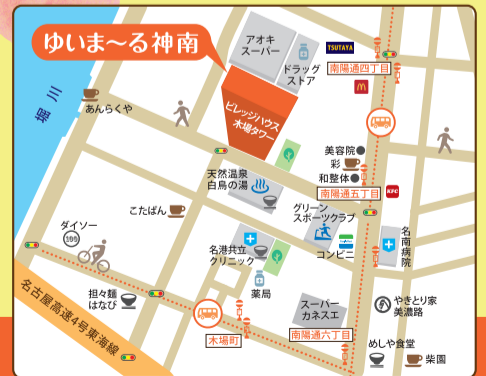 ゆいま～る神南
アオキ
スーパー
TSUTAYA
ドラッグ
ストア
南陽通四丁目
M
堀川
あんらくや
ビレッジハウス
木場タワー
美容院
彩
和整体
天然温泉
白鳥の湯
南陽通五丁目
KFC
こたぱん
グリーン
スポーツクラブ
コンビニ
名南病院
ダイソー
100
名港共立
クリニック
薬局
名古屋高速4号東海線
担々麺
はなび
木場町
スーパー
カネスエ
南陽通六丁目
やきとり家
美濃路
めしや食堂
紫園